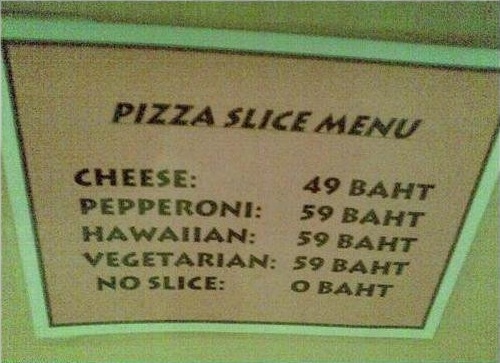 PIZZA SLICE MENU
CHEESE: 49 BAHT
PEPPERONI: 59 BAHT
HAWAIIAN: 59 BAHT
VEGETARIAN: 59 BAHT
NO SLICE: 0 BAHT